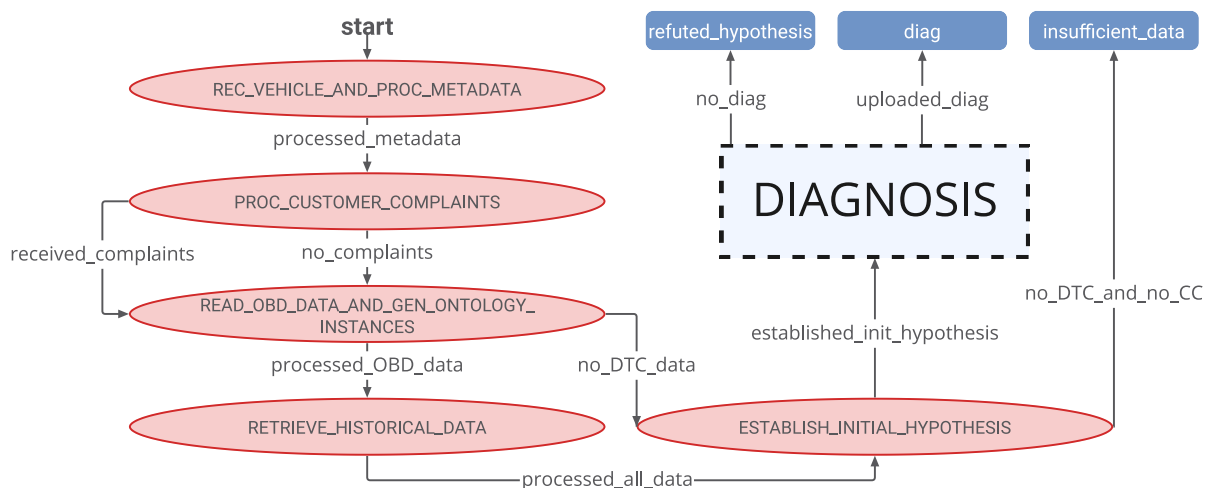 start
REC_VEHICLE_AND_PROC_METADATA
processed_metadata
PROC_CUSTOMER_COMPLAINTS
received_complaints
no_complaints
READ_OBD_DATA_AND_GEN_ONTOLOGY_
INSTANCES
processed_OBD_data
no_DTC_data
RETRIEVE_HISTORICAL_DATA
processed_all_data
ESTABLISH_INITIAL_HYPOTHESIS
established_init_hypothesis
no_DTC_and_no_CC
DIAGNOSIS
no_diag
uploaded_diag
refuted_hypothesis
diag
insufficient_data